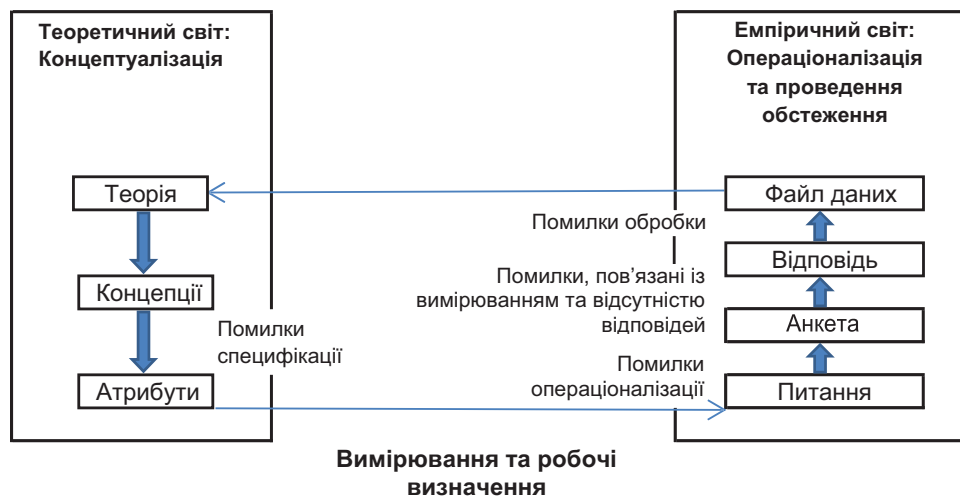 Теоретичний світ:
Концептуалізація
Теорія
Концепції
Помилки
специфікації
Атрибути
Емпіричний світ:
Операціоналізація
та проведення
обстеження
Файл даних
Помилки обробки
Відповідь
Помилки, пов’язані із
вимірюванням та відсутністю
відповідей
Анкета
Помилки
операціоналізації
Питання
Вимірювання та робочі
визначення